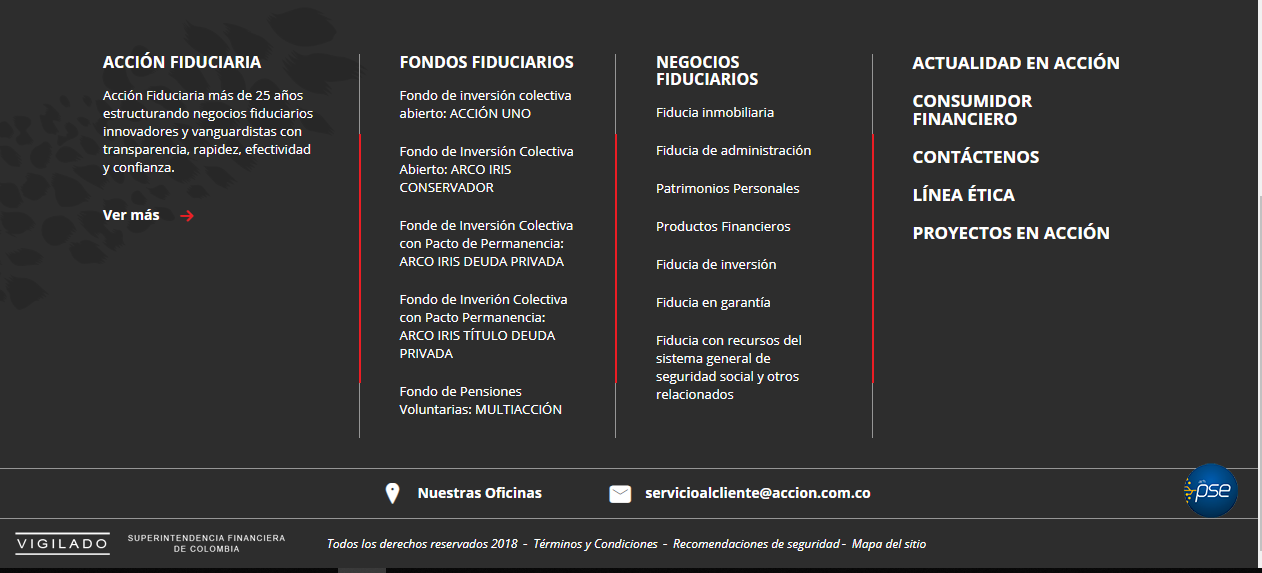 ACCIÓN FIDUCIARIA
Acción Fiduciaria más de 25 años
estructurando negocios fiduciarios
innovadores y vanguardistas con
transparencia, rapidez, efectividad
y confianza.
Ver más
FONDOS FIDUCIARIOS
Fondo de inversión colectiva
abierto: ACCIÓN UNO
Fondo de Inversión Colectiva
Abierto: ARCO IRIS
CONSERVADOR
Fonde de Inversión Colectiva
con Pacto de Permanencia:
ARCO IRIS DEUDA PRIVADA
Fondo de Inverión Colectiva
con Pacto Permanencia:
ARCO IRIS TÍTULO DEUDA
PRIVADA
Fondo de Pensiones
Voluntarias: MULTIACCIÓN
NEGOCIOS
FIDUCIARIOS
Fiducia inmobiliaria
Fiducia de administración
Patrimonios Personales
Productos Financieros
Fiducia de inversión
Fiducia en garantía
Fiducia con recursos del
sistema general de
seguridad social y otros
relacionados
ACTUALIDAD EN ACCIÓN
CONSUMIDOR
FINANCIERO
CONTÁCTENOS
LÍNEA ÉTICA
PROYECTOS EN ACCIÓN
Nuestras Oficinas
servicioalcliente@accion.com.co
pse
VIGILADO
SUPERINTENDENCIA FINANCIERA
DE COLOMBIA
Todos los derechos reservados 2018 - Términos y Condiciones - Recomendaciones de seguridad - Mapa del sitio